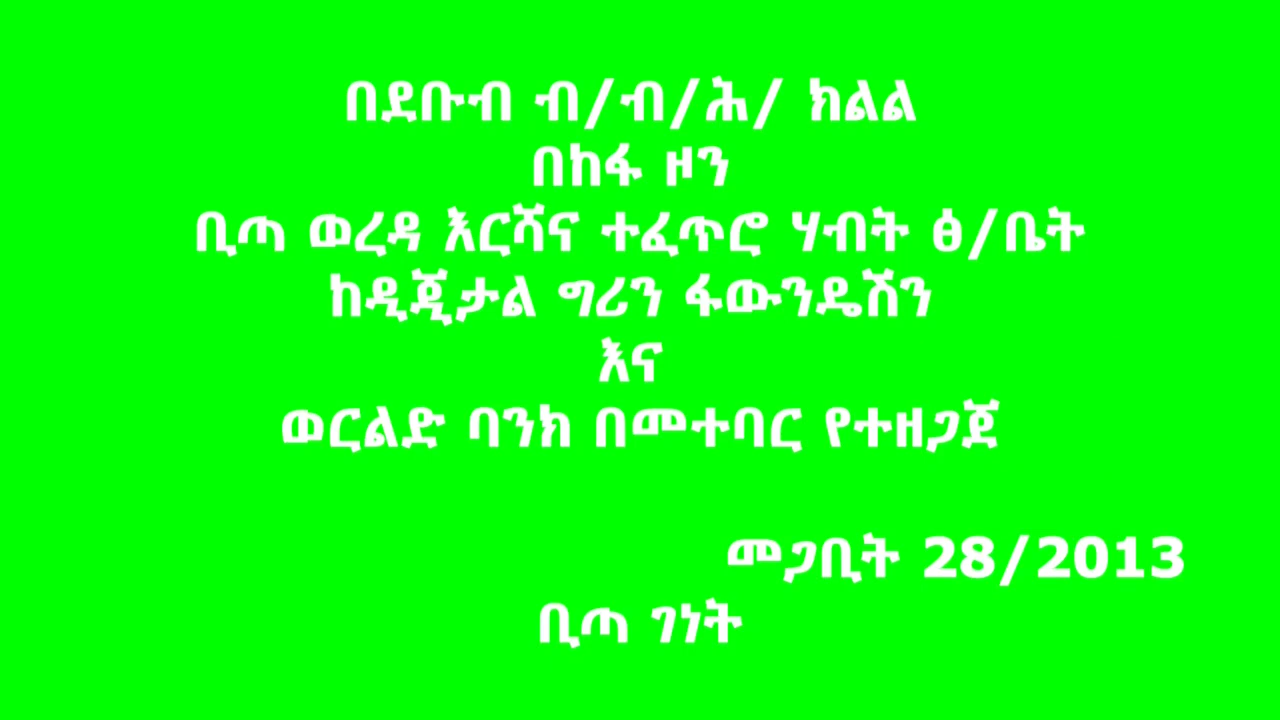 በደቡብ ብ/ብ/ሕ/ ክልል
በከፋ ዞን
ቢጣ ወረዳ እርሻና ተፈጥሮ ሃብት ፅ/ቤት
ከዲጂታል ግሪን ፋውንዴሽን
እና
ወርልድ ባንክ በመተባር የተዘጋጀ
መጋቢት 28/2013
ቢጣ ገነት